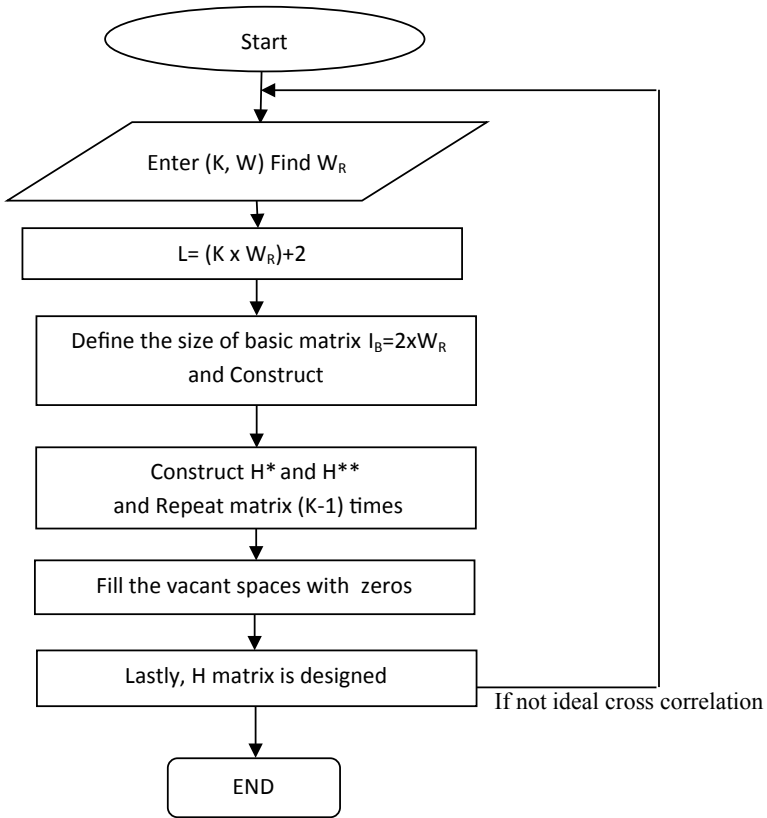 Start
Enter (K, W) Find W_R
L= (K x W_R)+2
Define the size of basic matrix I_B=2xW_R
and Construct
Construct H* and H**
and Repeat matrix (K-1) times
Fill the vacant spaces with zeros
Lastly, H matrix is designed
If not ideal cross correlation
END